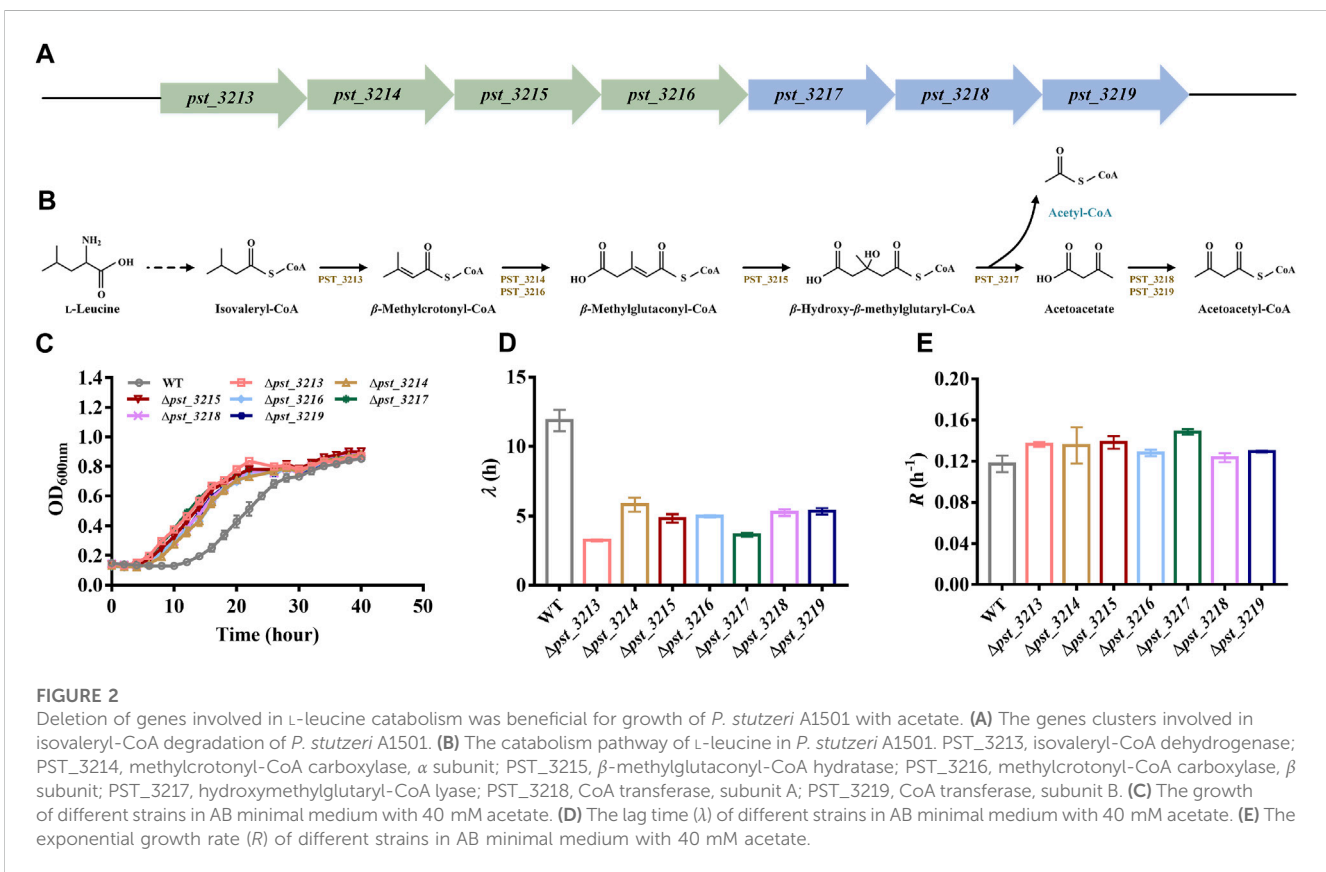 A
pst_3213 pst_3214 pst_3215 pst_3216 pst_3217 pst_3218 pst_3219
B
O
S
CoA
Acetyl-CoA
NH₂
OH
O
L-Leucine
O
S
CoA
Isovaleryl-CoA
PST_3213
O
S
CoA
β-Methylcrotonyl-CoA
PST_3214
PST_3216
O
HO
O
S
CoA
β-Methylglutaconyl-CoA
PST_3215
O
HO
HO
O
S
CoA
β-Hydroxy-β-methylglutaryl-CoA
PST_3217
O
O
HO
Acetoacetate
PST_3218
PST_3219
O
O
S
CoA
Acetoacetyl-CoA
C
1.4
1.2
1.0
0.8
0.6
0.4
0.2
0.0
OD600nm
WT Δpst_3213 Δpst_3214
Δpst_3215 Δpst_3216 Δpst_3217
Δpst_3218 Δpst_3219
0 10 20 30 40 50
Time (hour)
D
15
10
5
0
λ (h)
WT Δpst_3213 Δpst_3214 Δpst_3215 Δpst_3216 Δpst_3217 Δpst_3218 Δpst_3219
E
0.20
0.16
0.12
0.08
0.04
0.00
R (h⁻¹)
WT Δpst_3213 Δpst_3214 Δpst_3215 Δpst_3216 Δpst_3217 Δpst_3218 Δpst_3219
FIGURE 2
Deletion of genes involved in L-leucine catabolism was beneficial for growth of P. stutzeri A1501 with acetate. (A) The genes clusters involved in
isovaleryl-CoA degradation of P. stutzeri A1501. (B) The catabolism pathway of L-leucine in P. stutzeri A1501. PST_3213, isovaleryl-CoA dehydrogenase;
PST_3214, methylcrotonyl-CoA carboxylase, α subunit; PST_3215, β-methylglutaconyl-CoA hydratase; PST_3216, methylcrotonyl-CoA carboxylase, β
subunit; PST_3217, hydroxymethylglutaryl-CoA lyase; PST_3218, CoA transferase, subunit A; PST_3219, CoA transferase, subunit B. (C) The growth
of different strains in AB minimal medium with 40 mM acetate. (D) The lag time (λ) of different strains in AB minimal medium with 40 mM acetate. (E) The
exponential growth rate (R) of different strains in AB minimal medium with 40 mM acetate.